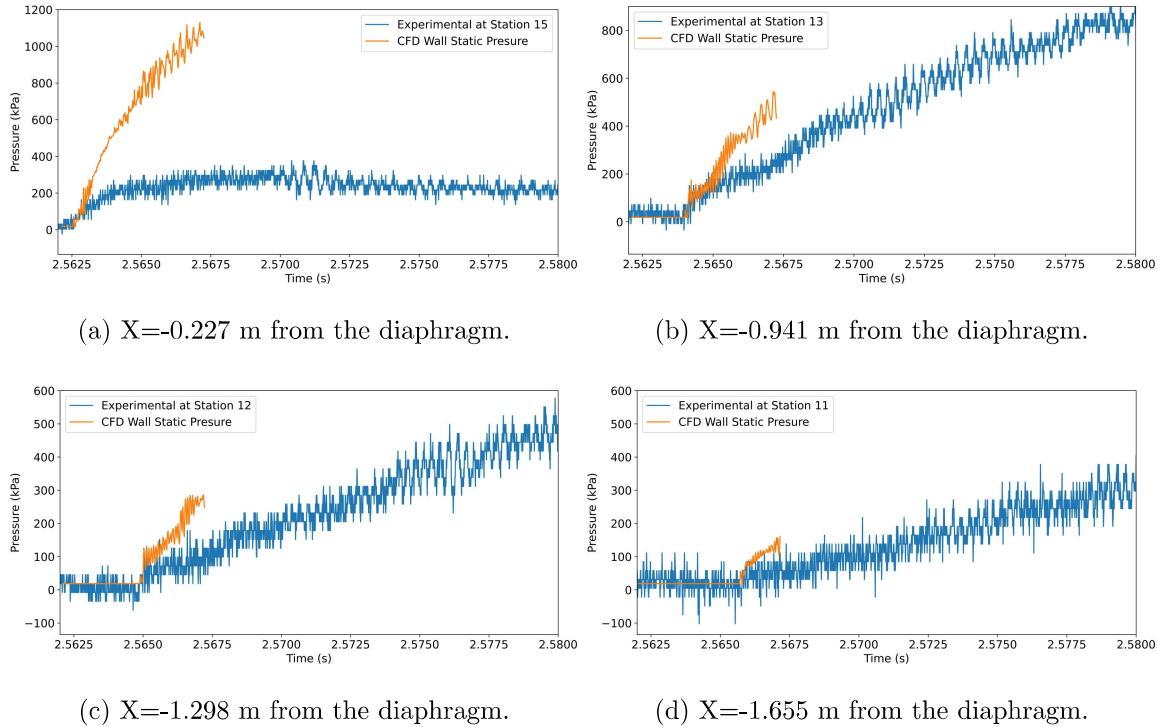 1200
1000
800
600
400
200
0
Pressure (kPa)
Experimental at Station 15
CFD Wall Static Presure
2.5625 2.5650 2.5675 2.5700 2.5725 2.5750 2.5775 2.5800
Time (s)
(a) X=-0.227 m from the diaphragm.
800
600
400
200
0
Pressure (kPa)
Experimental at Station 13
CFD Wall Static Presure
2.5625 2.5650 2.5675 2.5700 2.5725 2.5750 2.5775 2.5800
Time (s)
(b) X=-0.941 m from the diaphragm.
600
500
400
300
200
100
0
−100
Pressure (kPa)
Experimental at Station 12
CFD Wall Static Presure
2.5625 2.5650 2.5675 2.5700 2.5725 2.5750 2.5775 2.5800
Time (s)
(c) X=-1.298 m from the diaphragm.
600
500
400
300
200
100
0
−100
Pressure (kPa)
Experimental at Station 11
CFD Wall Static Presure
2.5625 2.5650 2.5675 2.5700 2.5725 2.5750 2.5775 2.5800
Time (s)
(d) X=-1.655 m from the diaphragm.